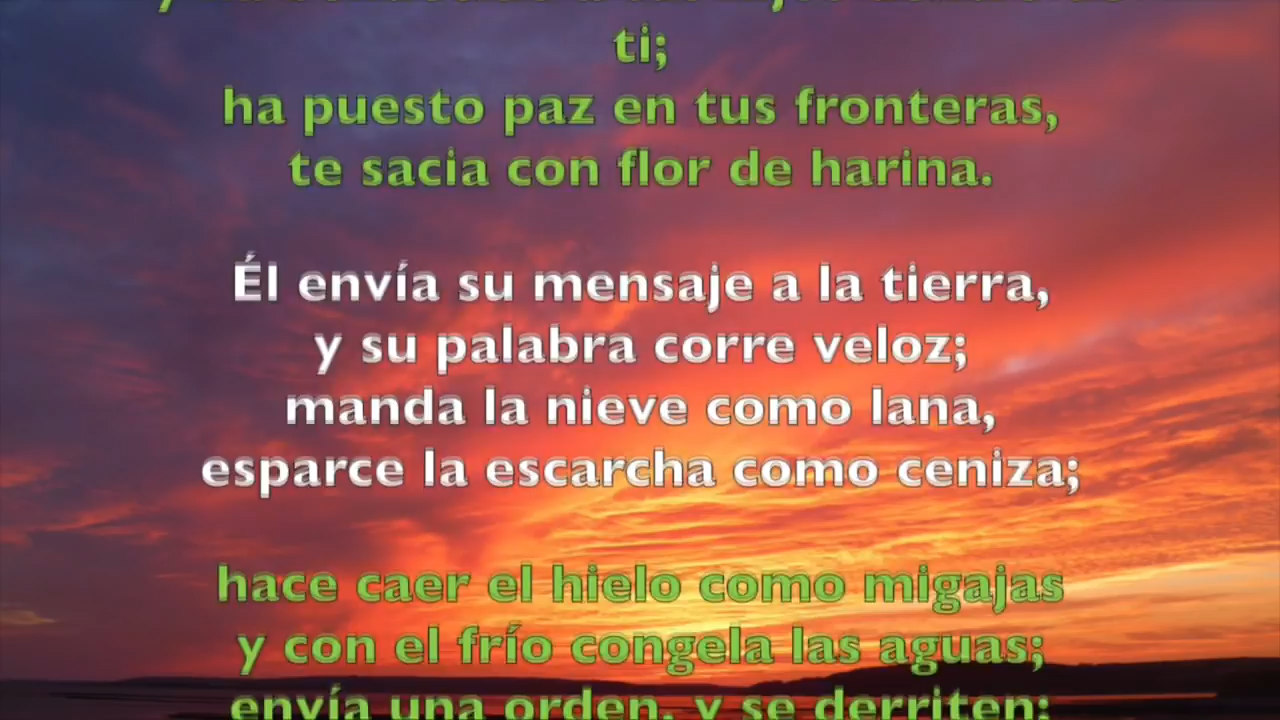 ti;
ha puesto paz en tus fronteras,
te sacia con flor de harina.
Él envía su mensaje a la tierra,
y su palabra corre veloz;
manda la nieve como lana,
esparce la escarcha como ceniza;
hace caer el hielo como migajas
y con el frío congela las aguas;
envía una orden, y se derriten;